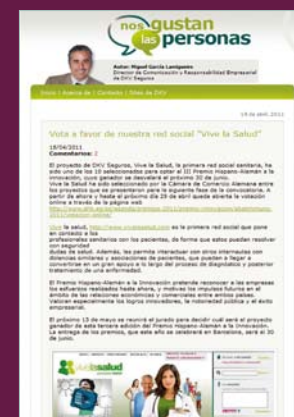 nos gustan
las personas
Autor: Miguel García Lamigueiro
Director de Comunicación y Responsabilidad Empresarial
de DKV Seguros
Inicio | Acerca de | Contacto | Sites de DKV
19 de abril, 2011
Vota a favor de nuestra red social "Vive la Salud"
18/04/2011
Comentarios: 2
El proyecto de DKV Seguros, Vive la Salud, la primera red social sanitaria, ha
sido uno de los 10 seleccionados para optar al III Premio Hispano-Alemán a la
Innovación, cuyo ganador se desvelará el próximo 30 de junio.
Vive la Salud ha sido seleccionado por la Cámara de Comercio Alemana entre
los proyectos que se presentaron para la siguiente fase de la convocatoria. A
partir de ahora y hasta el próximo día 29 de abril queda abierta la votación
online a través de la página web
Vive la salud, http://www.vivelasalud.com es la primera red social que pone
en contacto a los
profesionales sanitarios con los pacientes, de forma que estos puedan resolver
con seguridad
dudas de salud. Además, les permite interactuar con otros internautas con
dolencias similares y asociaciones de pacientes, que pueden a llegar a
convertirse en un gran apoyo a lo largo del proceso de diagnóstico y posterior
tratamiento de una enfermedad.
El Premio Hispano-Alemán a la Innovación pretende reconocer a las empresas
los esfuerzos realizados hasta ahora, y motivar los impulsos futuros en el
ámbito de las relaciones económicas y comerciales entre ambos países.
Valoran especialmente los logros innovadores, la notoriedad pública y el éxito
empresarial.
El próximo 13 de mayo se reunirá el jurado para decidir cuál será el proyecto
ganador de esta tercera edición del Premio Hispano-Alemán a la Innovación.
La entrega de los premios, que este año se celebrará en Barcelona, será el 30
de junio.
vivelasalud